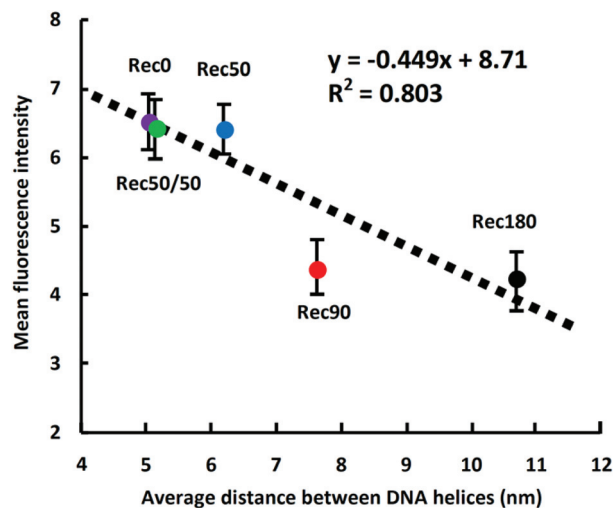 y = -0.449x + 8.71
R² = 0.803
Rec0
Rec50
Rec50/50
Rec90
Rec180
8
7
6
5
4
3
2
4 5 6 7 8 9 10 11 12
Mean fluorescence intensity
Average distance between DNA helices (nm)